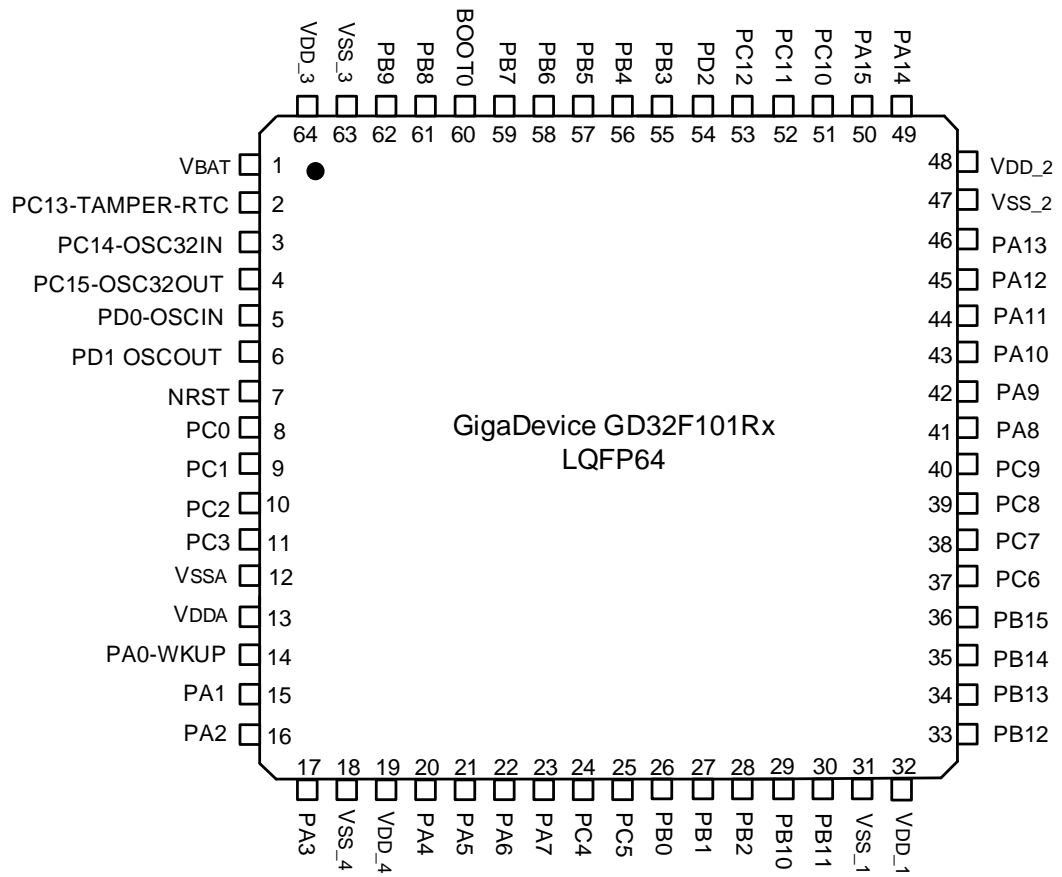 VDD_3
VSS_3
PB9
PB8
BOOT0
PB7
PB6
PB5
PB4
PB3
PD2
PC12
PC11
PC10
PA15
PA14
64 63 62 61 60 59 58 57 56 55 54 53 52 51 50 49
VBAT 1
PC13-TAMPER-RTC 2
PC14-OSC32IN 3
PC15-OSC32OUT 4
PD0-OSCIN 5
PD1 OSCOUT 6
NRST 7
PC0 8
PC1 9
PC2 10
PC3 11
VSSA 12
VDDA 13
PA0-WKUP 14
PA1 15
PA2 16
GigaDevice GD32F101Rx
LQFP64
48 VDD_2
47 VSS_2
46 PA13
45 PA12
44 PA11
43 PA10
42 PA9
41 PA8
40 PC9
39 PC8
38 PC7
37 PC6
36 PB15
35 PB14
34 PB13
33 PB12
17 18 19 20 21 22 23 24 25 26 27 28 29 30 31 32
PA3
VSS_4
VDD_4
PA4
PA5
PA6
PA7
PC4
PC5
PB0
PB1
PB2
PB10
PB11
VSS_1
VDD_1